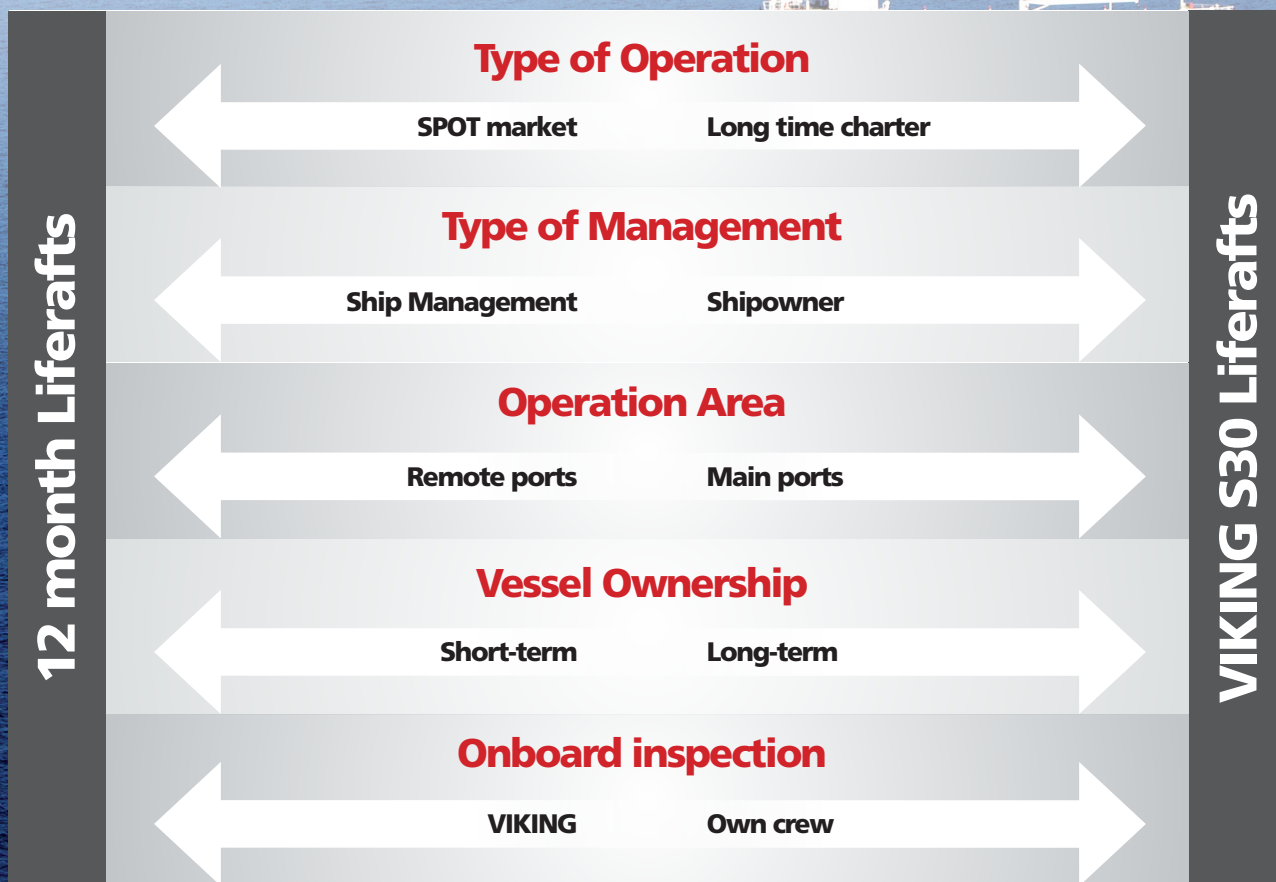 12 month Liferafts
Type of Operation
SPOT market Long time charter
Type of Management
Ship Management Shipowner
Operation Area
Remote ports Main ports
Vessel Ownership
Short-term Long-term
Onboard inspection
VIKING Own crew
VIKING S30 Liferafts